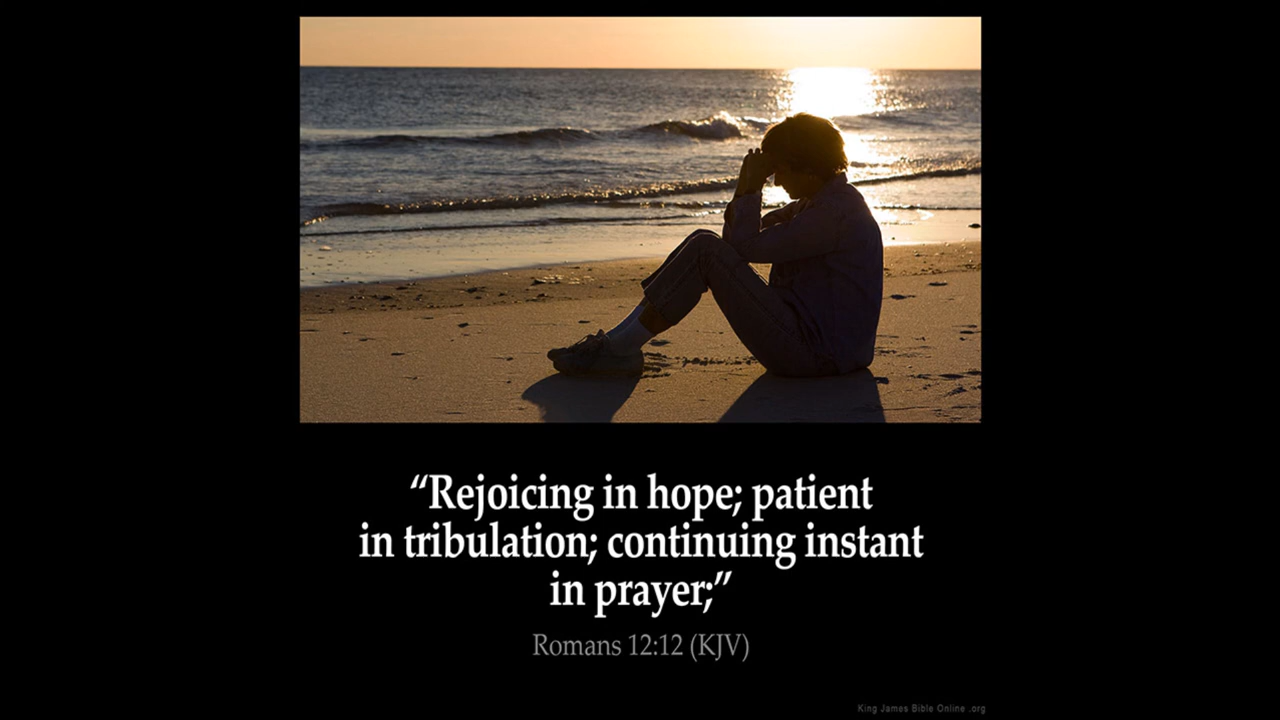 “Rejoicing in hope; patient
in tribulation; continuing instant
in prayer;”
Romans 12:12 (KJV)
King James Bible Online .org